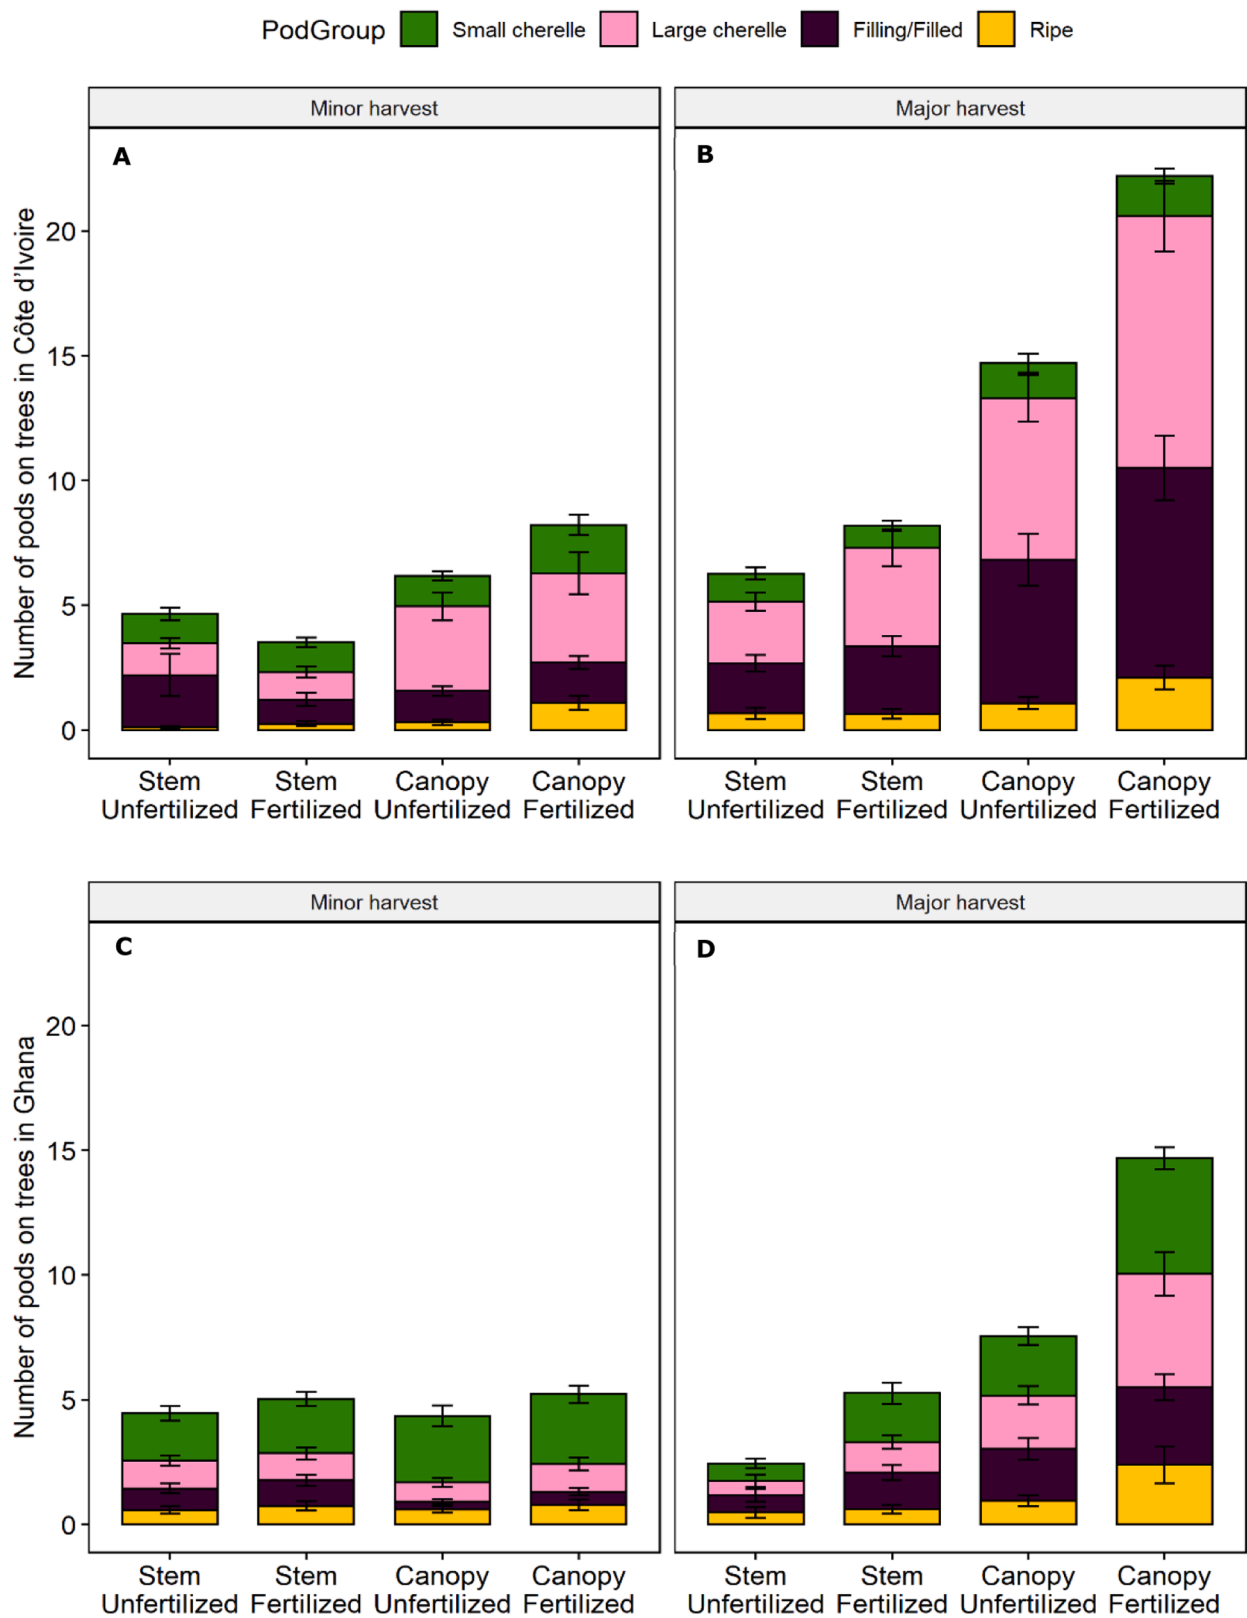 PodGroup Small cherelle Large cherelle Filling/Filled Ripe
Minor harvest Major harvest
A B
Number of pods on trees in Côte d'Ivoire
20
15
10
5
0
Stem Stem Canopy Canopy Stem Stem Canopy Canopy
Unfertilized Fertilized Unfertilized Fertilized Unfertilized Fertilized Unfertilized Fertilized
Minor harvest Major harvest
C D
Number of pods on trees in Ghana
20
15
10
5
0
Stem Stem Canopy Canopy Stem Stem Canopy Canopy
Unfertilized Fertilized Unfertilized Fertilized Unfertilized Fertilized Unfertilized Fertilized